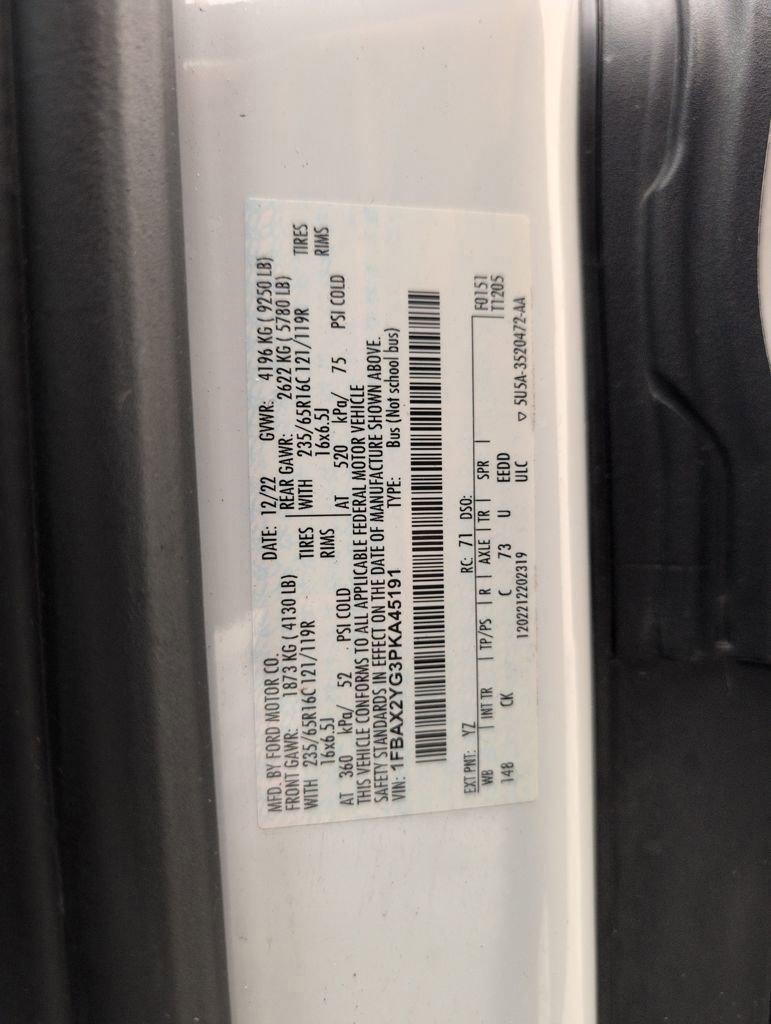 MFD. BY FORD MOTOR CO. DATE: 12/22 GVWR: 4196 KG ( 9250 LB)
FRONT GAWR: 1873 KG ( 4130 LB) REAR GAWR: 2622 KG ( 5780 LB)
WITH 235/65R16C 121/119R TIRES WITH 235/65R16C 121/119R TIRES
16x6.5J RIMS 16x6.5J RIMS
AT 360 kPa/ 52 PSI COLD AT 520 kPa/ 75 PSI COLD
THIS VEHICLE CONFORMS TO ALL APPLICABLE FEDERAL MOTOR VEHICLE
SAFETY STANDARDS IN EFFECT ON THE DATE OF MANUFACTURE SHOWN ABOVE.
VIN: 1FBAX2YG3PKA45191 TYPE: Bus (Not school bus)
EXT PNT: YZ RC: 71 DSO: F0151
WB INT TR TP/PS R AXLE TR SPR T1205
148 CK C 73 U EEDD
1202212202319 ULC ▽ 5U5A-3520472-AA